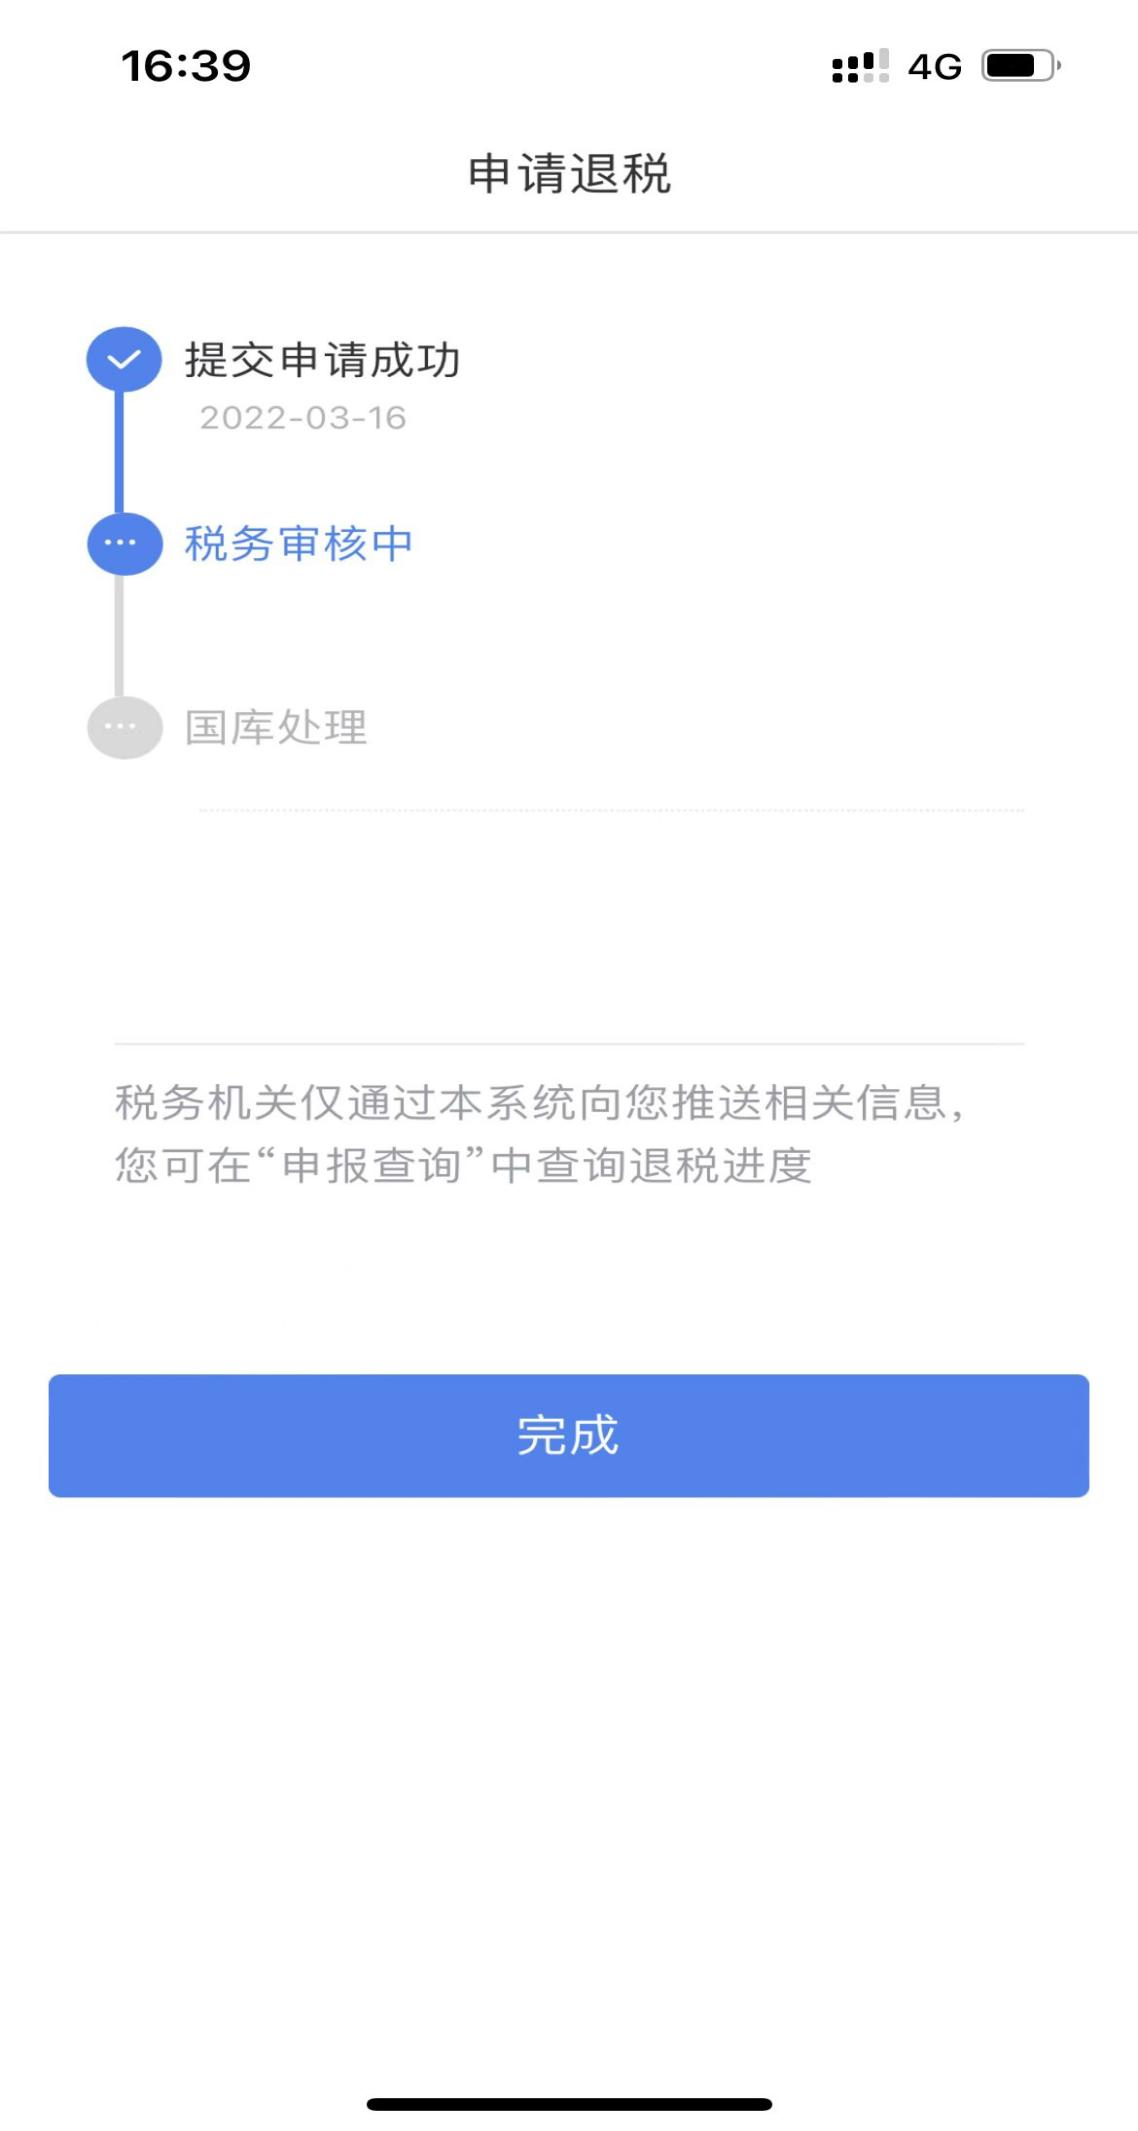 16:39
4G
申请退税
提交申请成功
2022-03-16
税务审核中
国库处理
税务机关仅通过本系统向您推送相关信息，
您可在“申报查询”中查询退税进度
完成